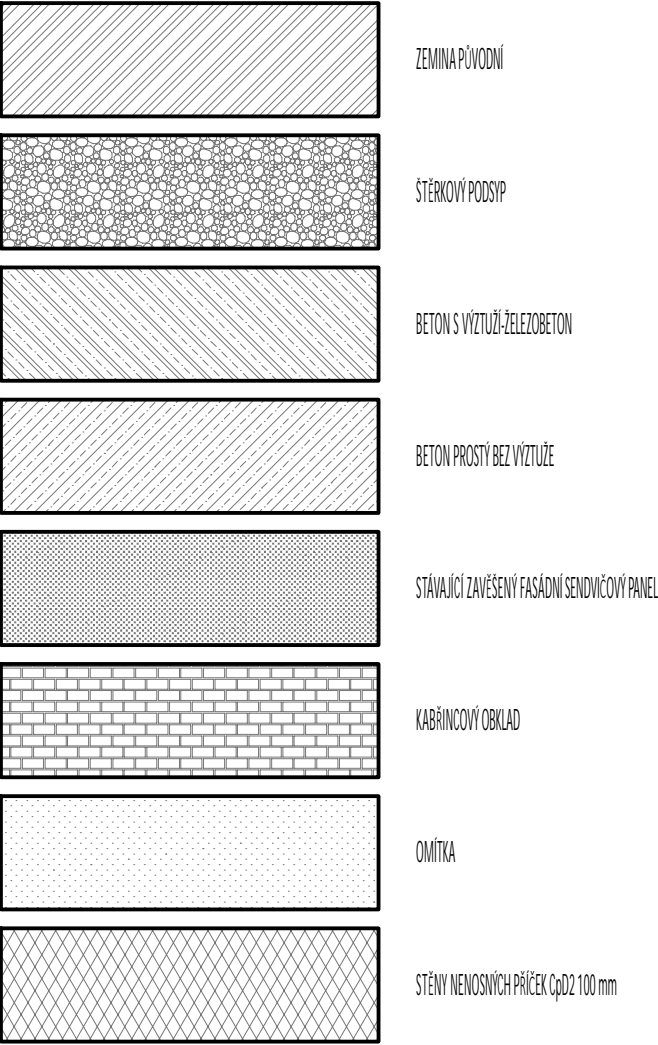 ZEMINA PŮVODNÍ
ŠTĚRKOVÝ PODSYP
BETON S VÝZTUŽÍ-ŽELEZOBETON
BETON PROSTÝ BEZ VÝZTUŽE
STÁVAJÍCÍ ZAVĚŠENÝ FASÁDNÍ SENDVIČOVÝ PANEL
KABŘINCOVÝ OBKLAD
OMÍTKA
STĚNY NENOSNÝCH PŘÍČEK CpD2 100 mm